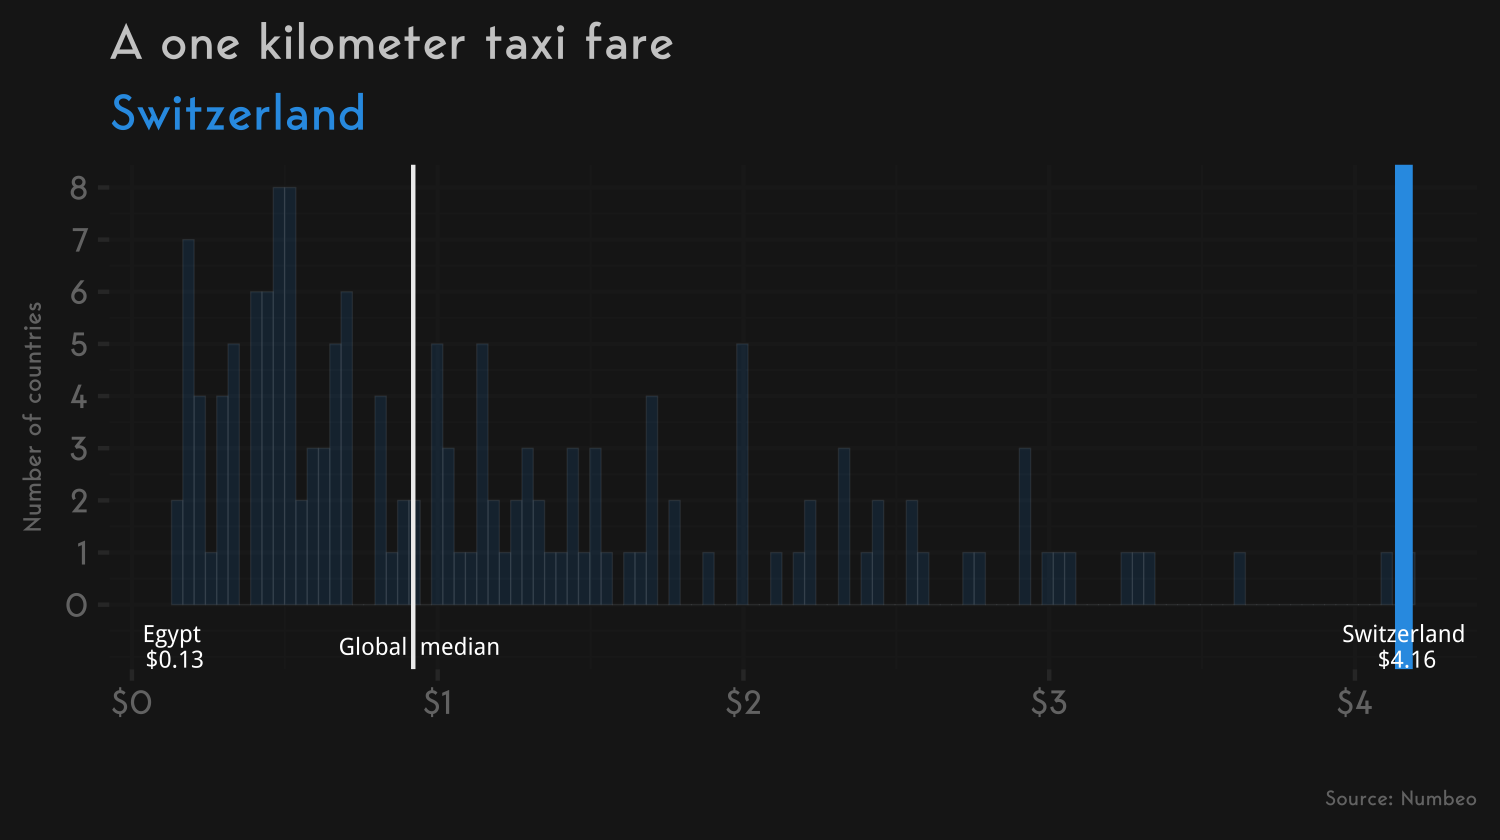 A one kilometer taxi fare
Switzerland
Number of countries
8
7
6
5
4
3
2
1
0
Egypt
$0.13
Global median
Switzerland
$4.16
$0
$1
$2
$3
$4
Source: Numbeo